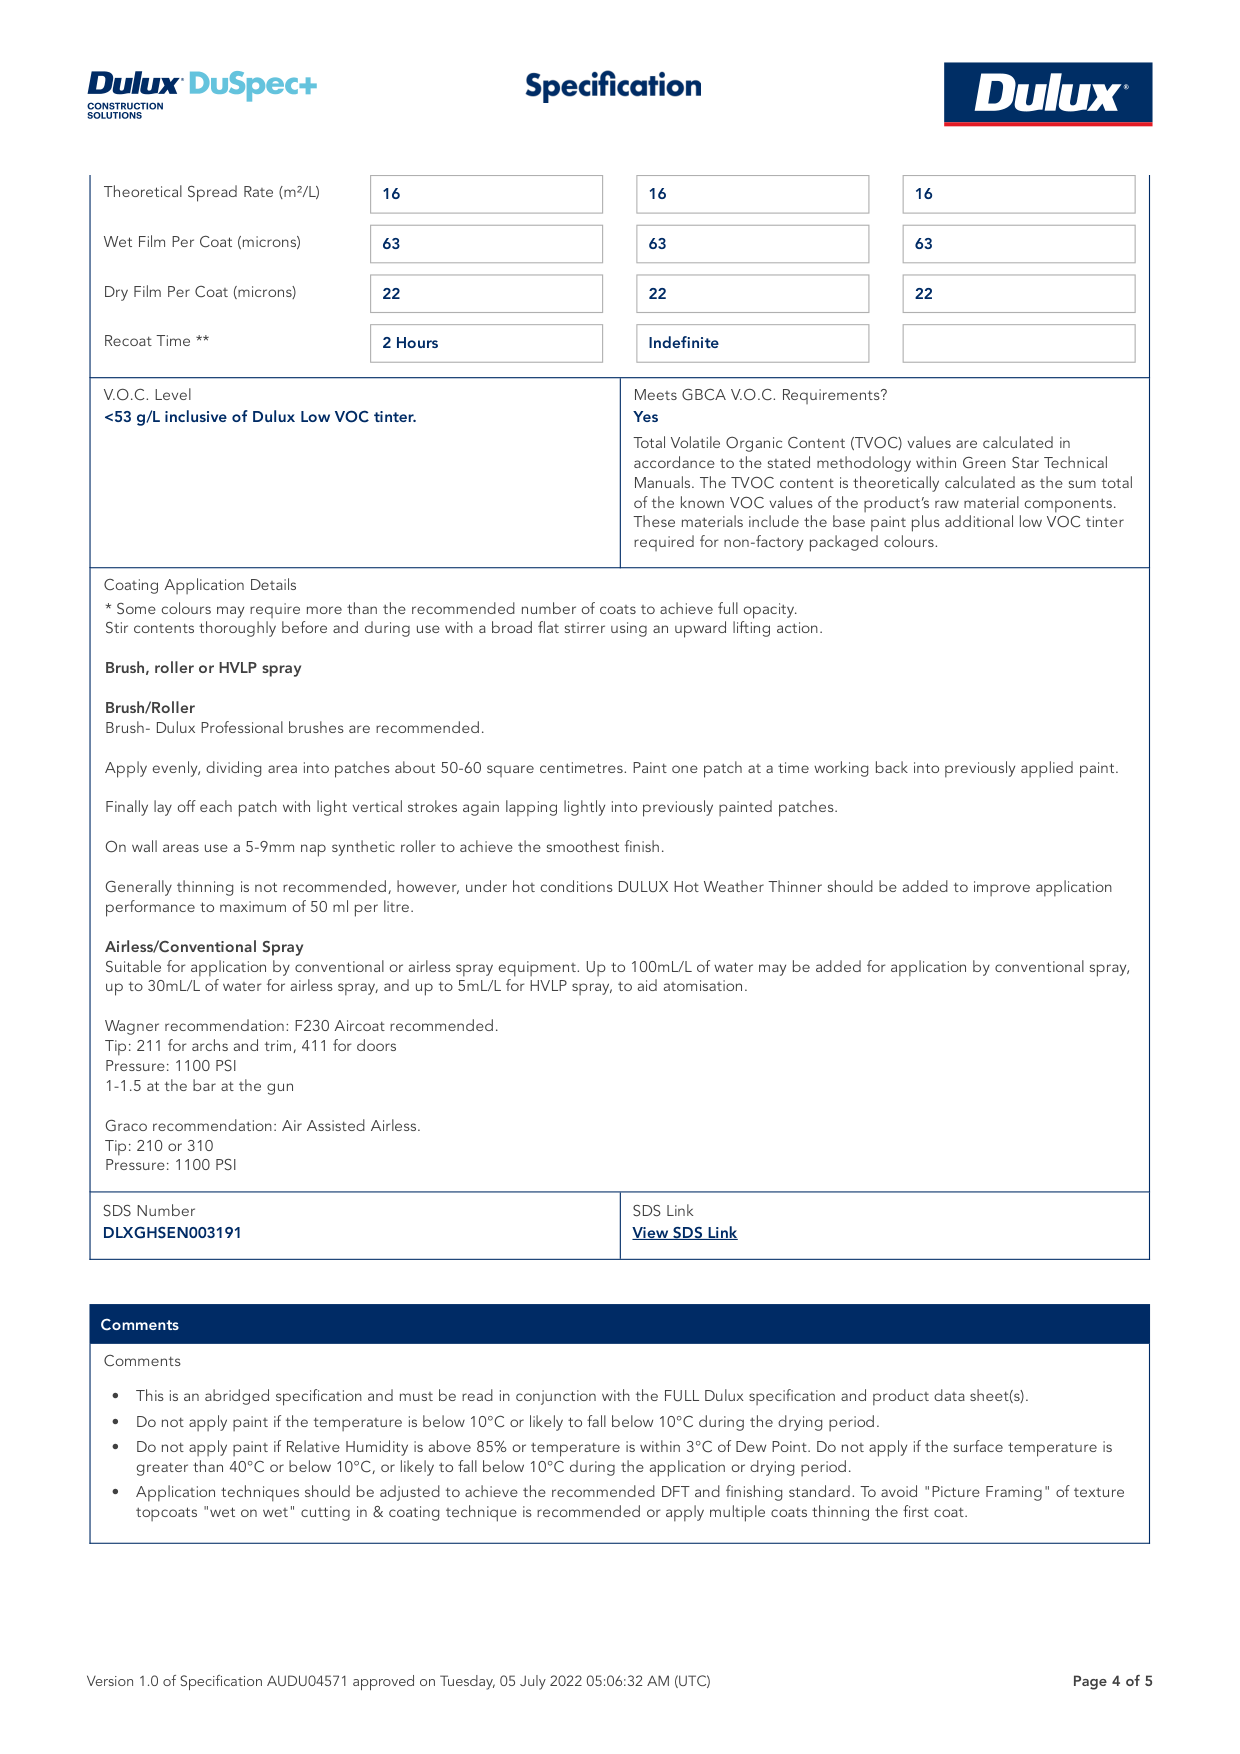 Dulux DuSpec+
CONSTRUCTION
SOLUTIONS
Specification
Dulux®
Theoretical Spread Rate (m²/L) 16 16 16
Wet Film Per Coat (microns) 63 63 63
Dry Film Per Coat (microns) 22 22 22
Recoat Time ** 2 Hours Indefinite
V.O.C. Level
<53 g/L inclusive of Dulux Low VOC tinter.
Meets GBCA V.O.C. Requirements?
Yes
Total Volatile Organic Content (TVOC) values are calculated in
accordance to the stated methodology within Green Star Technical
Manuals. The TVOC content is theoretically calculated as the sum total
of the known VOC values of the product's raw material components.
These materials include the base paint plus additional low VOC tinter
required for non-factory packaged colours.
Coating Application Details
* Some colours may require more than the recommended number of coats to achieve full opacity.
Stir contents thoroughly before and during use with a broad flat stirrer using an upward lifting action.
Brush, roller or HVLP spray
Brush/Roller
Brush- Dulux Professional brushes are recommended.
Apply evenly, dividing area into patches about 50-60 square centimetres. Paint one patch at a time working back into previously applied paint.
Finally lay off each patch with light vertical strokes again lapping lightly into previously painted patches.
On wall areas use a 5-9mm nap synthetic roller to achieve the smoothest finish.
Generally thinning is not recommended, however, under hot conditions DULUX Hot Weather Thinner should be added to improve application
performance to maximum of 50 ml per litre.
Airless/Conventional Spray
Suitable for application by conventional or airless spray equipment. Up to 100mL/L of water may be added for application by conventional spray,
up to 30mL/L of water for airless spray, and up to 5mL/L for HVLP spray, to aid atomisation.
Wagner recommendation: F230 Aircoat recommended.
Tip: 211 for archs and trim, 411 for doors
Pressure: 1100 PSI
1-1.5 at the bar at the gun
Graco recommendation: Air Assisted Airless.
Tip: 210 or 310
Pressure: 1100 PSI
SDS Number
DLXGHSEN003191
SDS Link
View SDS Link
Comments
Comments
• This is an abridged specification and must be read in conjunction with the FULL Dulux specification and product data sheet(s).
• Do not apply paint if the temperature is below 10°C or likely to fall below 10°C during the drying period.
• Do not apply paint if Relative Humidity is above 85% or temperature is within 3°C of Dew Point. Do not apply if the surface temperature is
greater than 40°C or below 10°C, or likely to fall below 10°C during the application or drying period.
• Application techniques should be adjusted to achieve the recommended DFT and finishing standard. To avoid "Picture Framing" of texture
topcoats "wet on wet" cutting in & coating technique is recommended or apply multiple coats thinning the first coat.
Version 1.0 of Specification AUDU04571 approved on Tuesday, 05 July 2022 05:06:32 AM (UTC)
Page 4 of 5